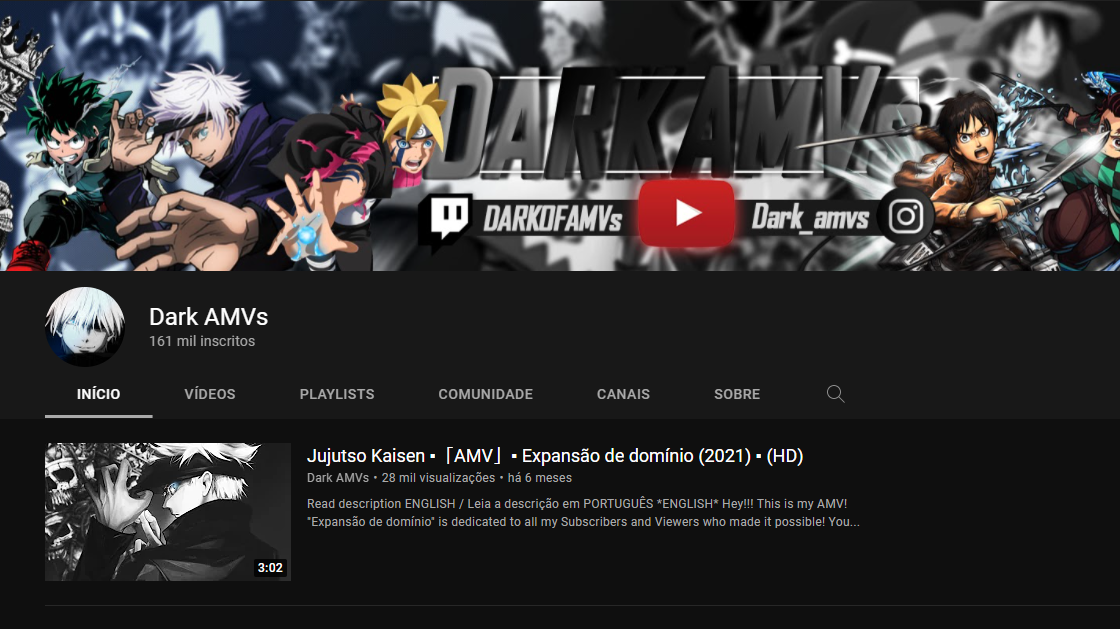 DARK AMVs
DARKOFAMVs
Dark_amvs
Dark AMVs
161 mil inscritos
INÍCIO
VÍDEOS
PLAYLISTS
COMUNIDADE
CANAIS
SOBRE
Jujutso Kaisen ▪「AMV」▪ Expansão de domínio (2021) ▪ (HD)
Dark AMVs • 28 mil visualizações • há 6 meses
Read description ENGLISH / Leia a descrição em PORTUGUÊS *ENGLISH* Hey!!! This is my AMV!
"Expansão de domínio" is dedicated to all my Subscribers and Viewers who made it possible! You...
3:02